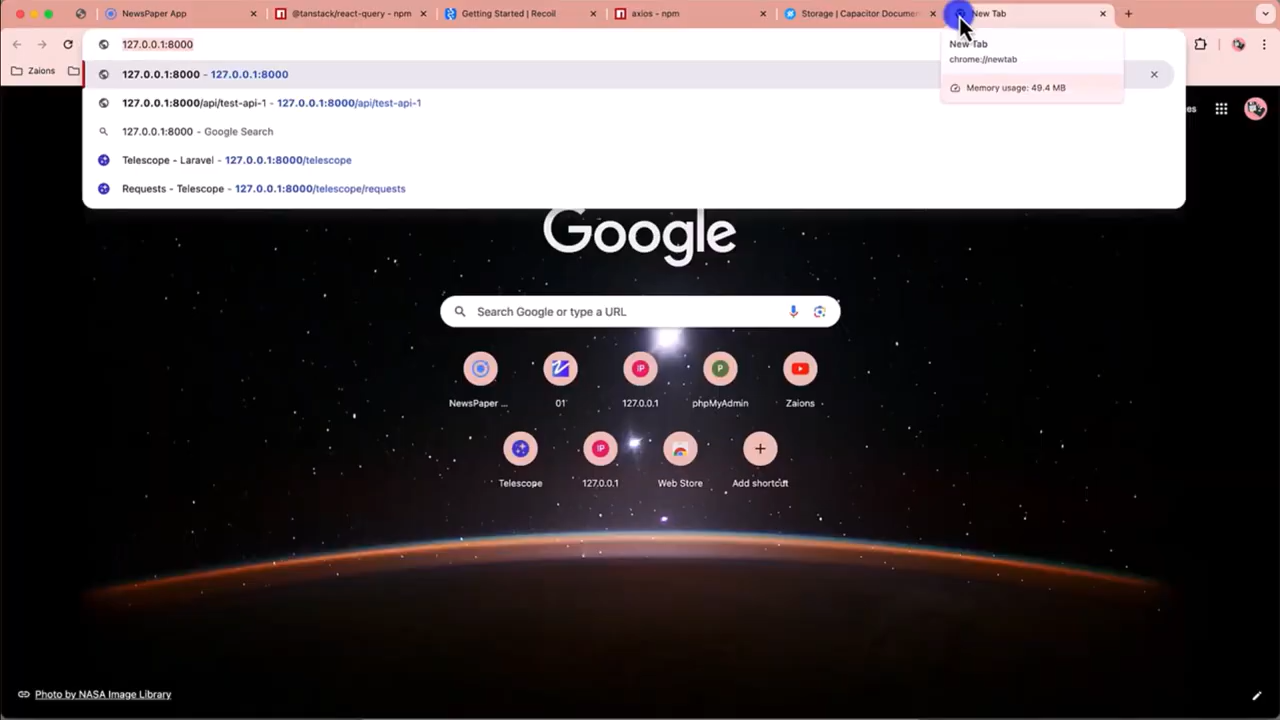 NewsPaper App
@tanstack/react-query - npm
Getting Started | Recoil
axios - npm
Storage | Capacitor Documen
New Tab
127.0.0.1:8000
New Tab
chrome://newtab
Memory usage: 49.4 MB
Zaions
127.0.0.1:8000 - 127.0.0.1:8000
127.0.0.1:8000/api/test-api-1 - 127.0.0.1:8000/api/test-api-1
127.0.0.1:8000 - Google Search
Telescope - Laravel - 127.0.0.1:8000/telescope
Requests - Telescope - 127.0.0.1:8000/telescope/requests
es
Google
Search Google or type a URL
iP
P
NewsPaper ...
01
127.0.0.1
phpMyAdmin
Zaions
iP
Telescope
127.0.0.1
Web Store
Add shortcut
Photo by NASA Image Library